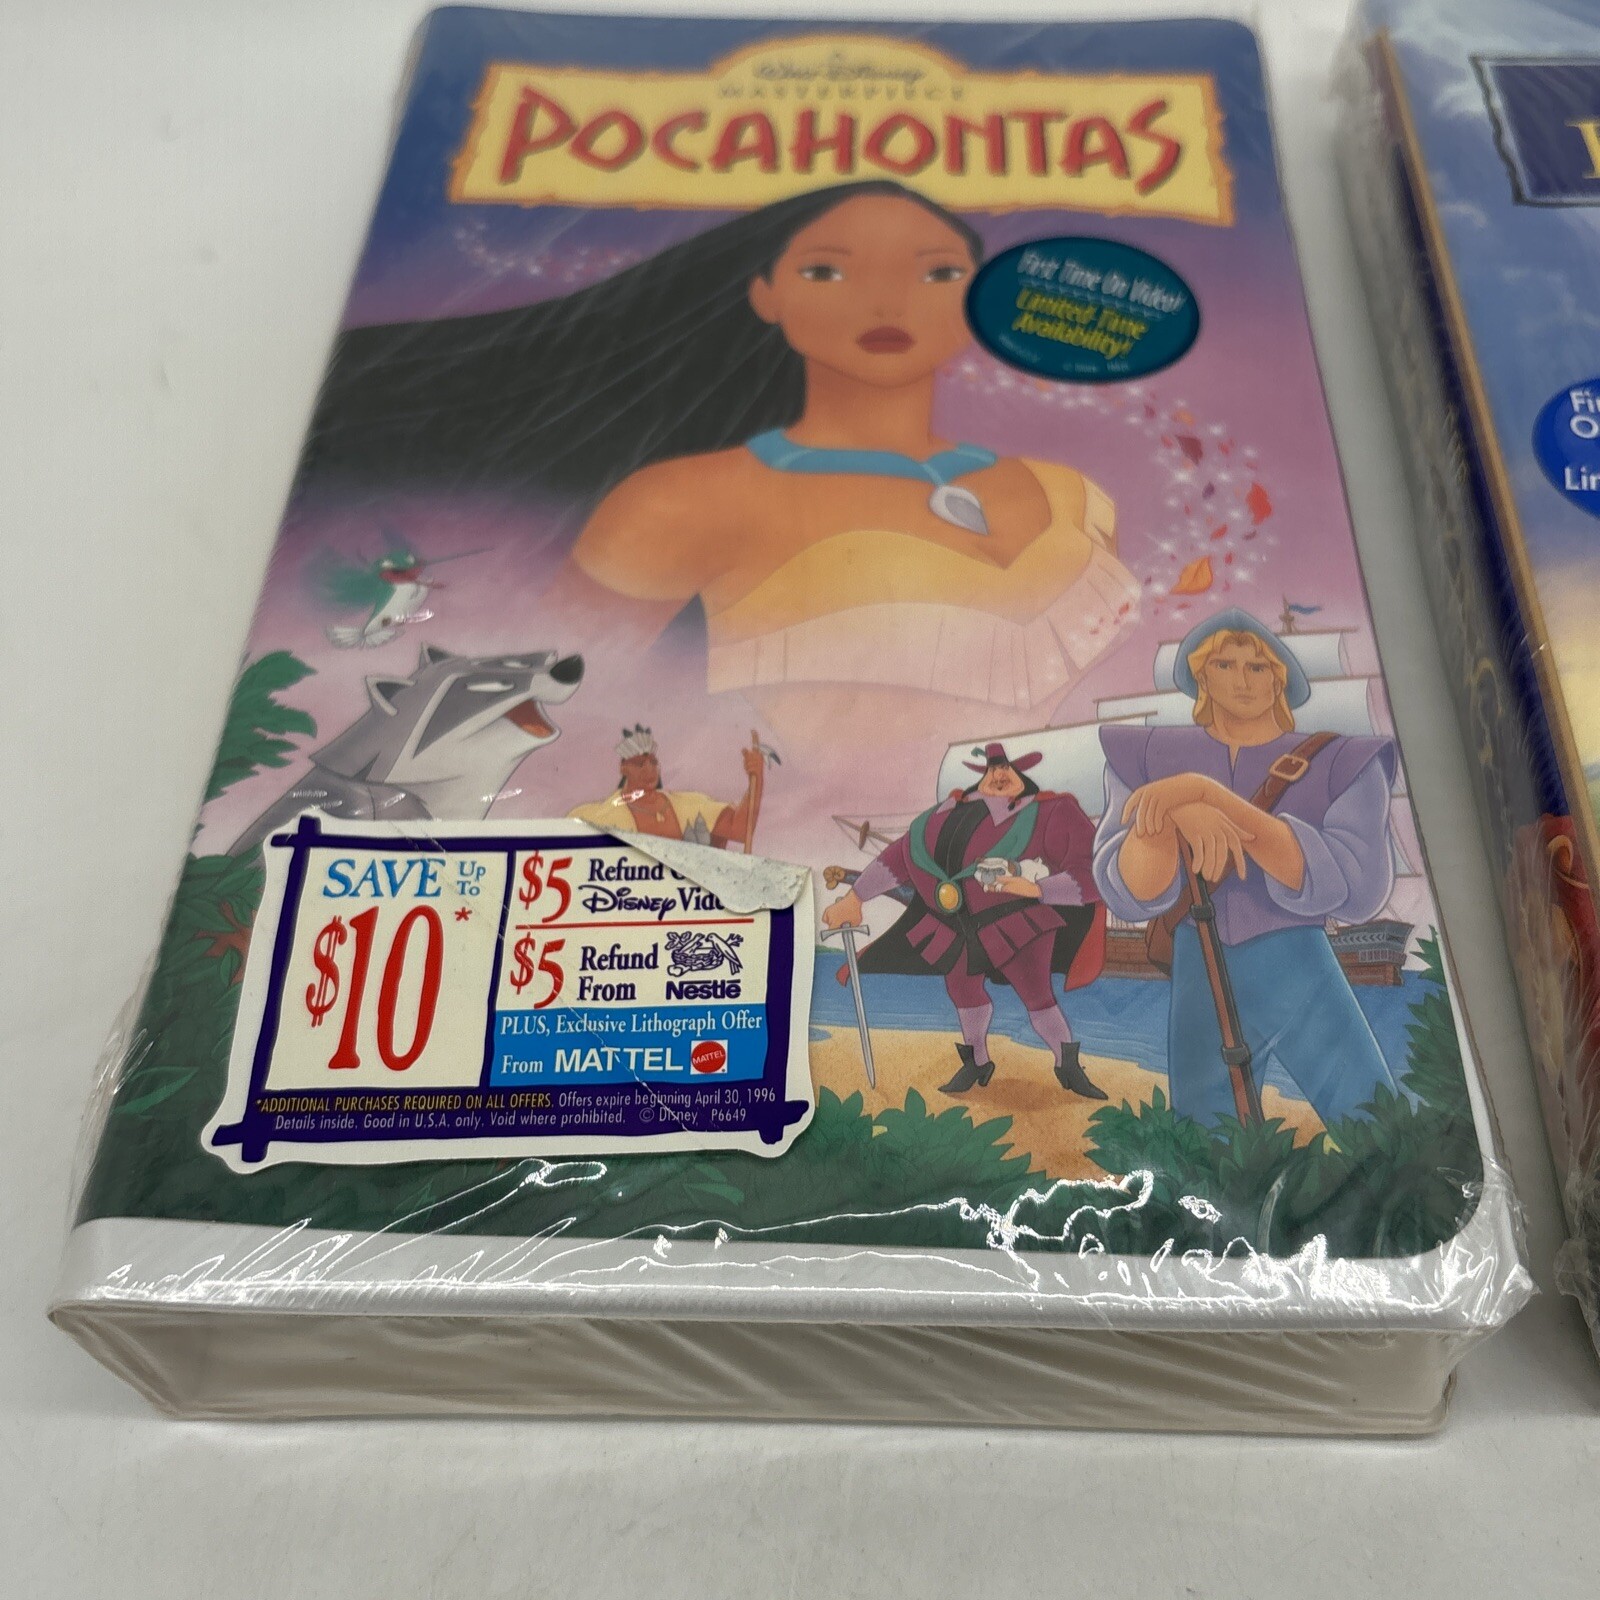 Walt Disney
MASTERPIECE
POCAHONTAS
First Time On Video!
Limited Time
Availability!
SAVE UP TO
$10*
$5 Refund
Disney
$5 Refund
From Nestlé
PLUS, Exclusive Lithograph Offer
From MATTEL MATTEL
*ADDITIONAL PURCHASES REQUIRED ON ALL OFFERS. Offers expire beginning April 30, 1996
Details inside. Good in U.S.A. only. Void where prohibited. © Disney P6649